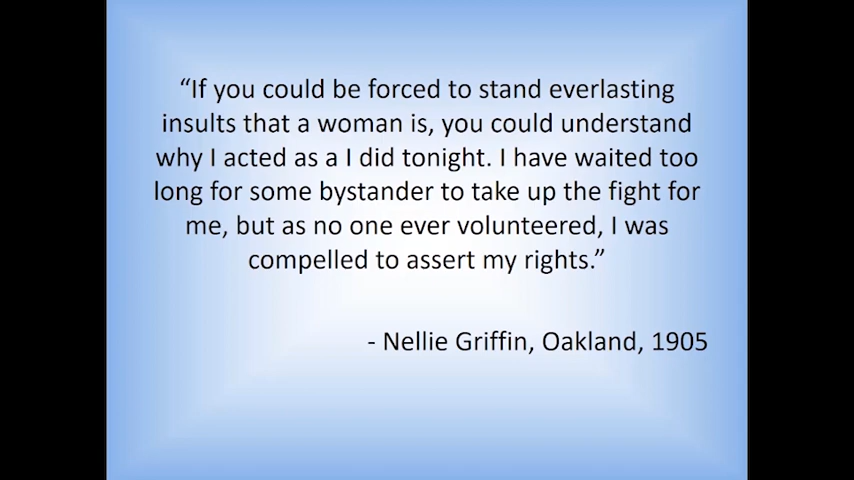 “If you could be forced to stand everlasting
insults that a woman is, you could understand
why I acted as a I did tonight. I have waited too
long for some bystander to take up the fight for
me, but as no one ever volunteered, I was
compelled to assert my rights.”
- Nellie Griffin, Oakland, 1905